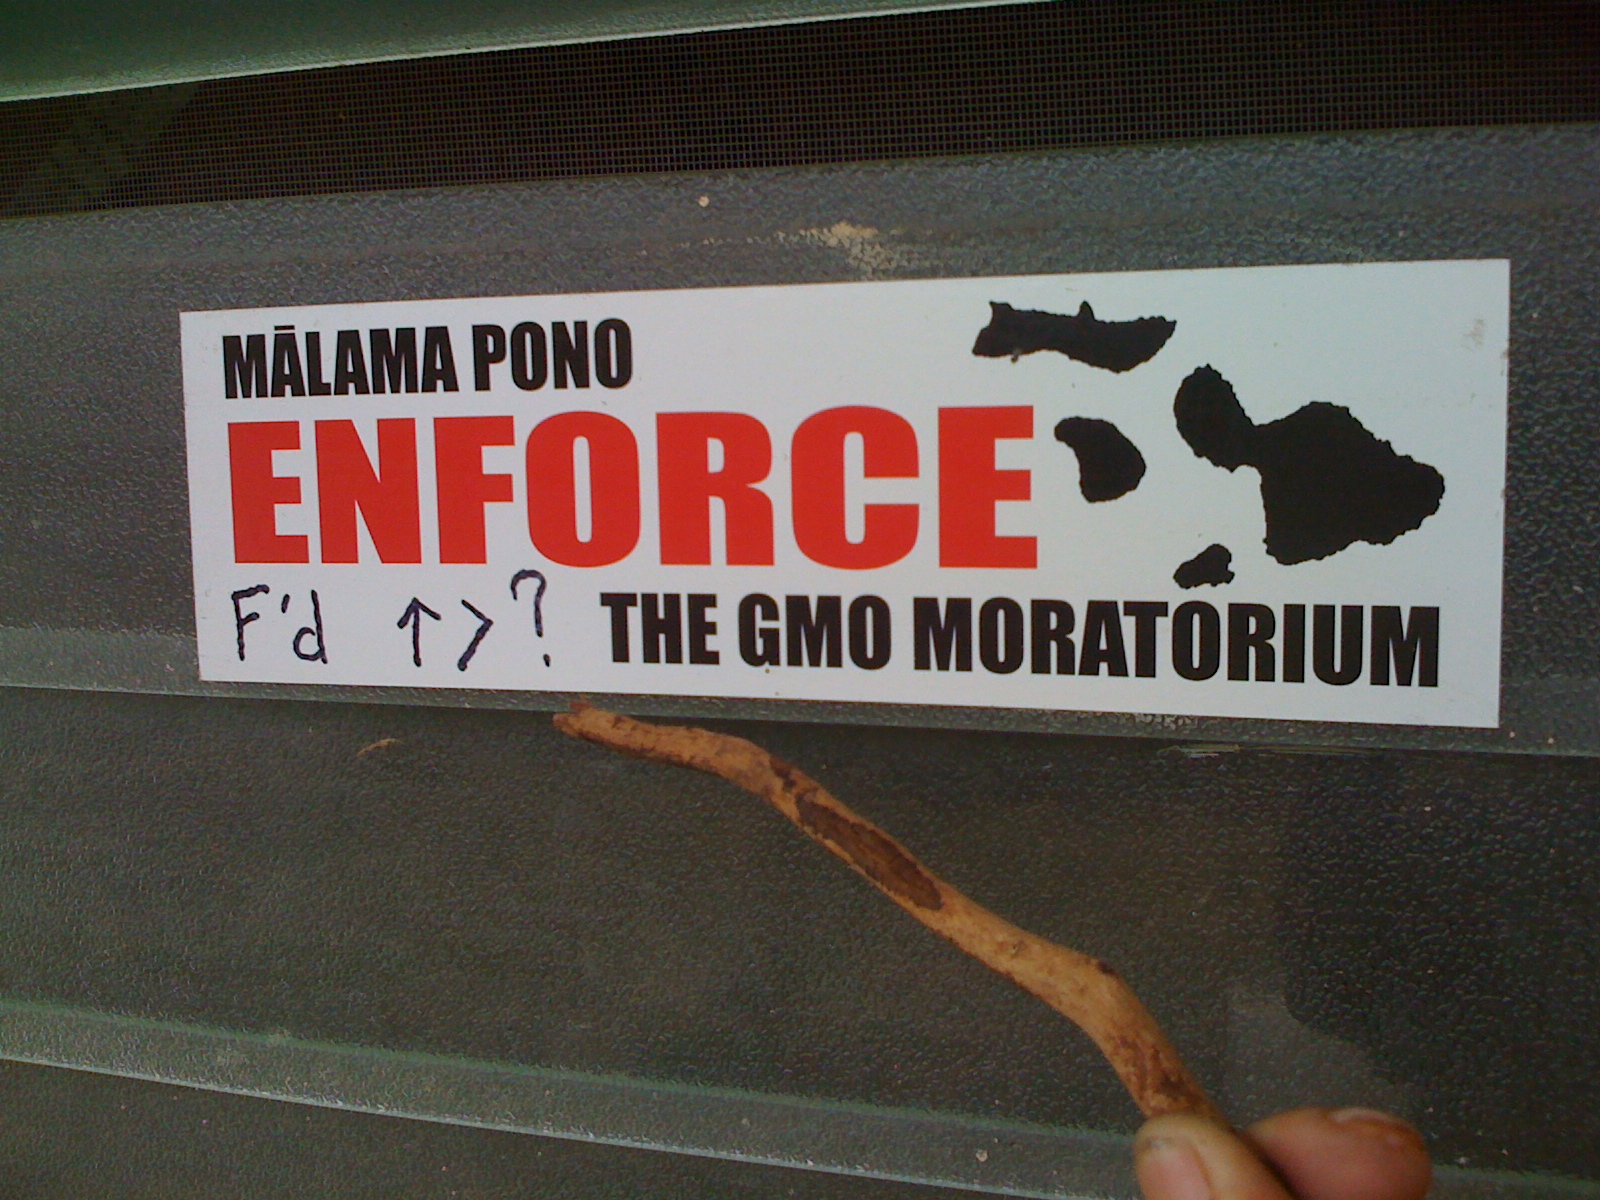 MĀLAMA PONO
ENFORCE
F'd ↑>? THE GMO MORATORIUM